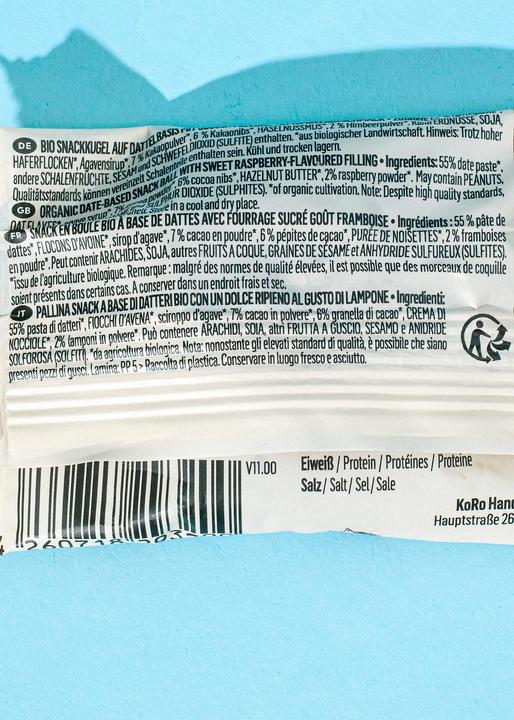 DE BIO SNACKKUGEL AUF DATTELBASIS
6 % Kakaonibs*, HASELNUSSMUS*, 2 % Himbeerpulver*. Kann ERDNÜSSE, SOJA,
HAFERFLOCKEN*, Agavensirup*, 7 % Kakaopulver*, enthalten. *aus biologischer Landwirtschaft. Hinweis: Trotz hoher
andere SCHALENFRÜCHTE, SESAM und SCHWEFELDIOXID (SULFITE) enthalten sein. Kühl und trocken lagern.
Qualitätsstandards können vereinzelt Schalenteile
GB ORGANIC DATE-BASED SNACK BALL WITH SWEET RASPBERRY-FLAVOURED FILLING • Ingredients: 55% date paste*,
6% cocoa nibs*, HAZELNUT BUTTER*, 2% raspberry powder*. May contain PEANUTS,
DIOXIDE (SULPHITES). *of organic cultivation. Note: Despite high quality standards,
in a cool and dry place.
FR SNACK EN BOULE BIO À BASE DE DATTES AVEC FOURRAGE SUCRÉ GOÛT FRAMBOISE • Ingrédients : 55 % pâte de
dattes*, FLOCONS D'AVOINE*, sirop d'agave*, 7 % cacao en poudre*, 6 % pépites de cacao*, PURÉE DE NOISETTES*, 2 % framboises
en poudre*. Peut contenir ARACHIDES, SOJA, autres FRUITS À COQUE, GRAINES DE SÉSAME et ANHYDRIDE SULFUREUX (SULFITES).
*issu de l'agriculture biologique. Remarque : malgré des normes de qualité élevées, il est possible que des morceaux de coquille
soient présents dans certains cas. À conserver dans un endroit frais et sec.
IT PALLINA SNACK A BASE DI DATTERI BIO CON UN DOLCE RIPIENO AL GUSTO DI LAMPONE • Ingredienti:
55% pasta di datteri*, FIOCCHI D'AVENA*, sciroppo d'agave*, 7% cacao in polvere*, 6% granella di cacao*, CREMA DI
NOCCIOLE*, 2% lamponi in polvere*. Può contenere ARACHIDI, SOIA, altri FRUTTA A GUSCIO, SESAMO e ANIDRIDE
SOLFOROSA (SOLFITI). *da agricoltura biologica. Nota: nonostante gli elevati standard di qualità, è possibile che siano
presenti pezzi di gusci. Lamina: PP 5 > Raccolta di plastica. Conservare in luogo fresco e asciutto.
V11.00
Eiweiß / Protein / Protéines / Proteine
Salz / Salt / Sel / Sale
KoRo Hand
Hauptstraße 26